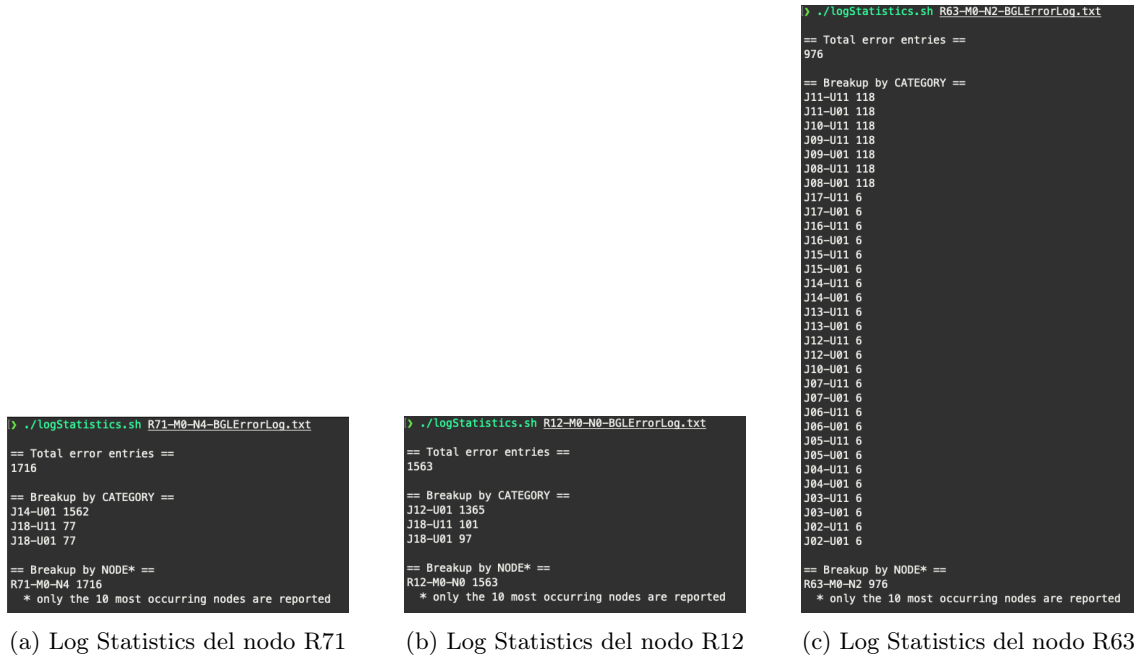 ❯ ./logStatistics.sh R71-M0-N4-BGLErrorLog.txt
== Total error entries ==
1716
== Breakup by CATEGORY ==
J14-U01 1562
J18-U11 77
J18-U01 77
== Breakup by NODE* ==
R71-M0-N4 1716
* only the 10 most occurring nodes are reported
(a) Log Statistics del nodo R71
❯ ./logStatistics.sh R12-M0-N0-BGLErrorLog.txt
== Total error entries ==
1563
== Breakup by CATEGORY ==
J12-U01 1365
J18-U11 101
J18-U01 97
== Breakup by NODE* ==
R12-M0-N0 1563
* only the 10 most occurring nodes are reported
(b) Log Statistics del nodo R12
❯ ./logStatistics.sh R63-M0-N2-BGLErrorLog.txt
== Total error entries ==
976
== Breakup by CATEGORY ==
J11-U11 118
J11-U01 118
J10-U11 118
J09-U11 118
J09-U01 118
J08-U11 118
J08-U01 118
J17-U11 6
J17-U01 6
J16-U11 6
J16-U01 6
J15-U11 6
J15-U01 6
J14-U11 6
J14-U01 6
J13-U11 6
J13-U01 6
J12-U11 6
J12-U01 6
J10-U01 6
J07-U11 6
J07-U01 6
J06-U11 6
J06-U01 6
J05-U11 6
J05-U01 6
J04-U11 6
J04-U01 6
J03-U11 6
J03-U01 6
J02-U11 6
J02-U01 6
== Breakup by NODE* ==
R63-M0-N2 976
* only the 10 most occurring nodes are reported
(c) Log Statistics del nodo R63